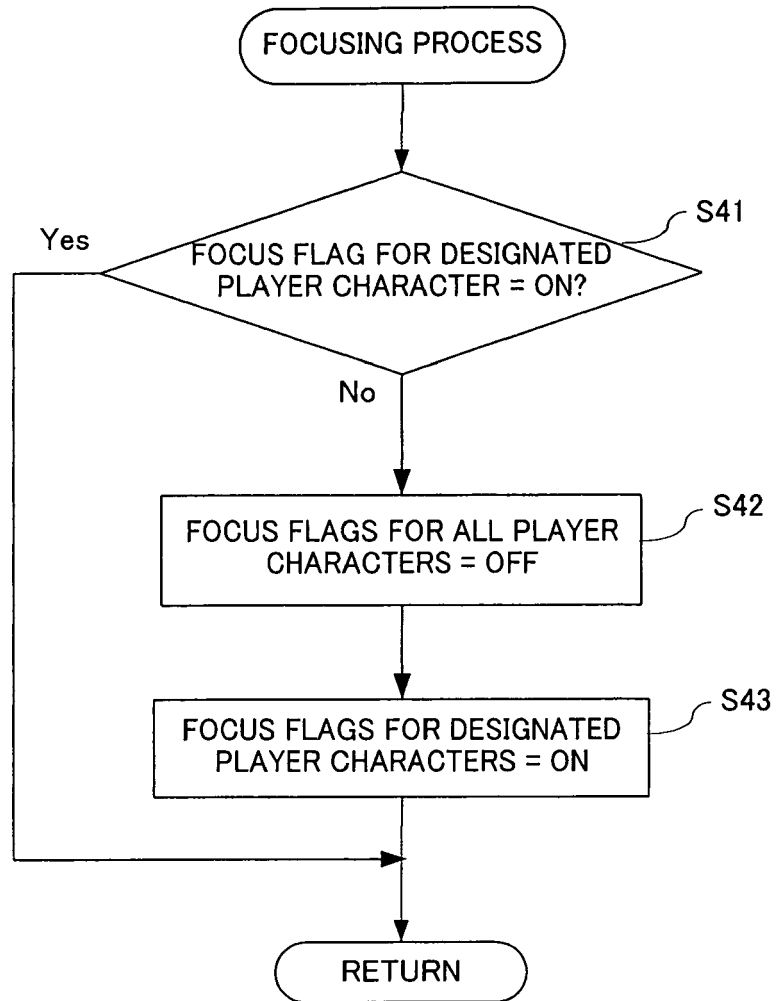 FOCUSING PROCESS
S41
Yes
FOCUS FLAG FOR DESIGNATED
PLAYER CHARACTER = ON?
No
S42
FOCUS FLAGS FOR ALL PLAYER
CHARACTERS = OFF
S43
FOCUS FLAGS FOR DESIGNATED
PLAYER CHARACTERS = ON
RETURN